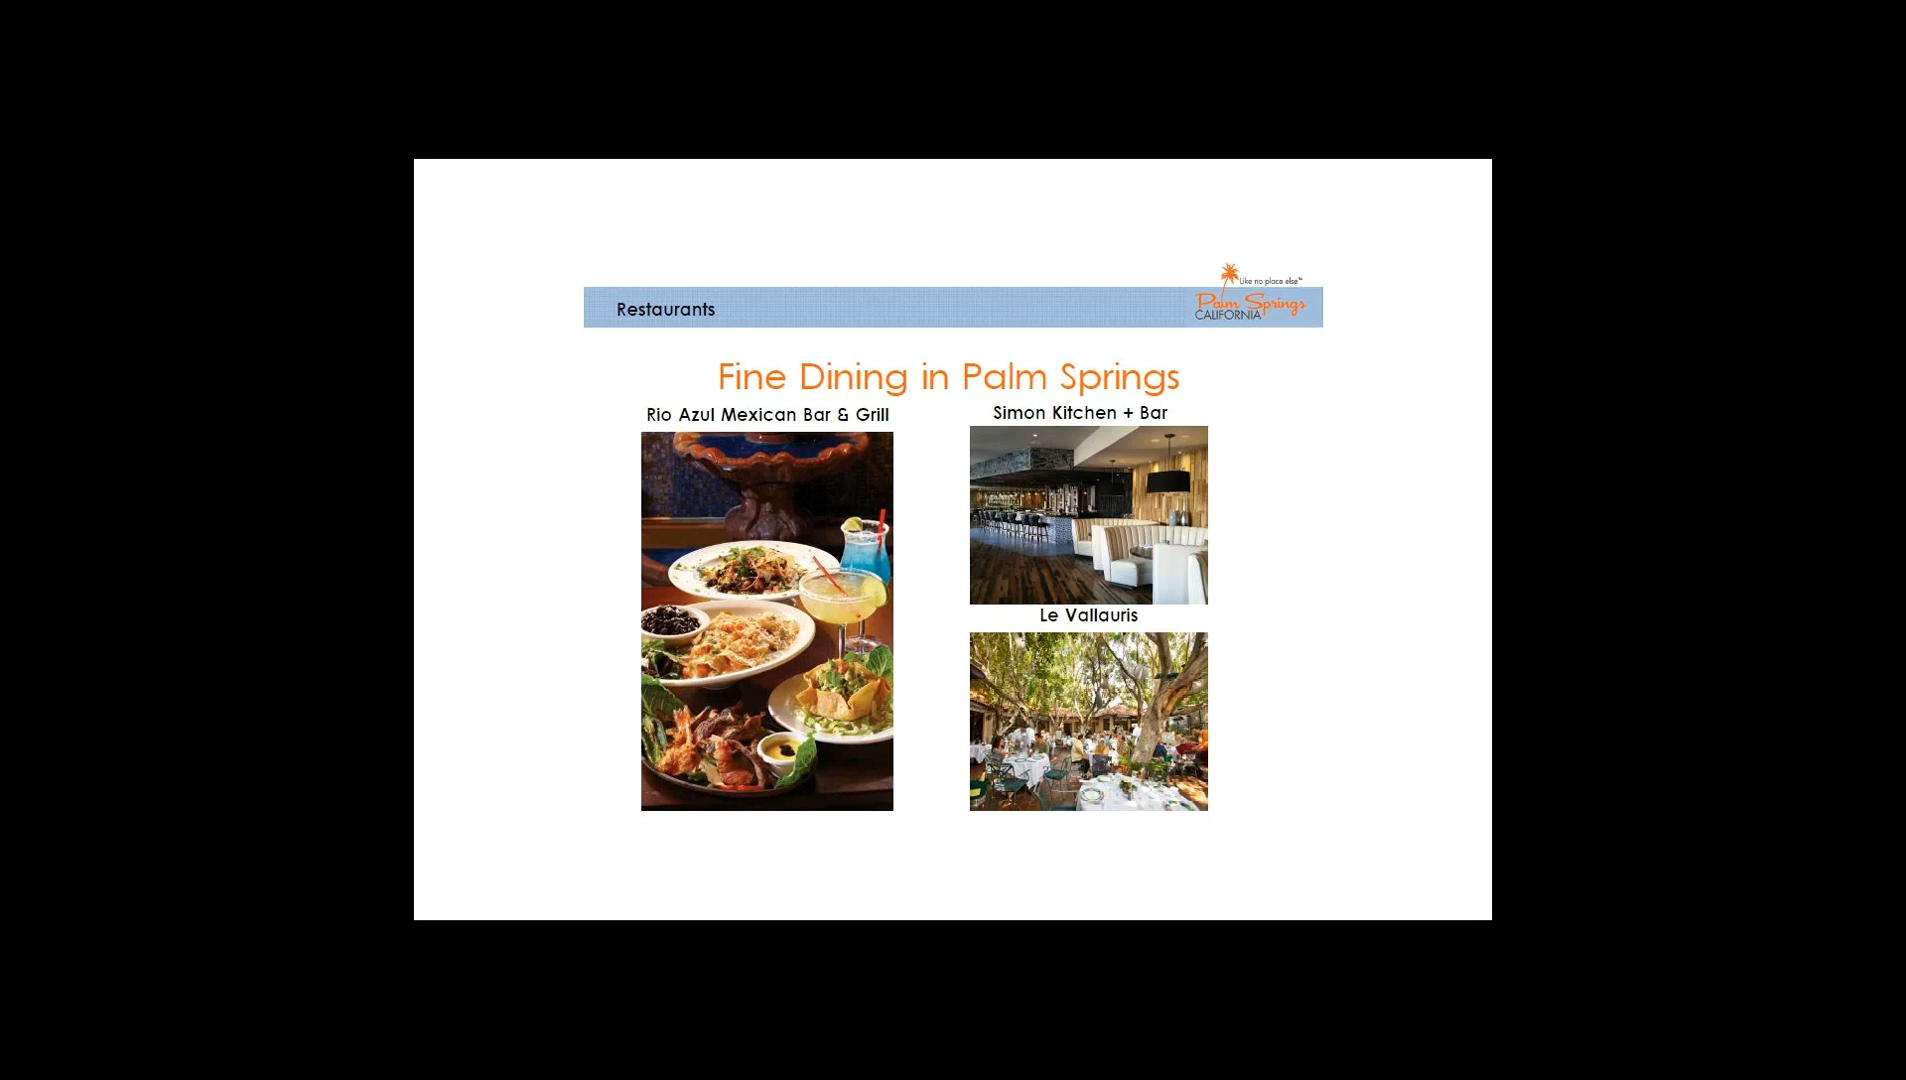 Like no place else™
Restaurants
Palm Springs
CALIFORNIA
Fine Dining in Palm Springs
Rio Azul Mexican Bar & Grill
Simon Kitchen + Bar
Le Vallauris